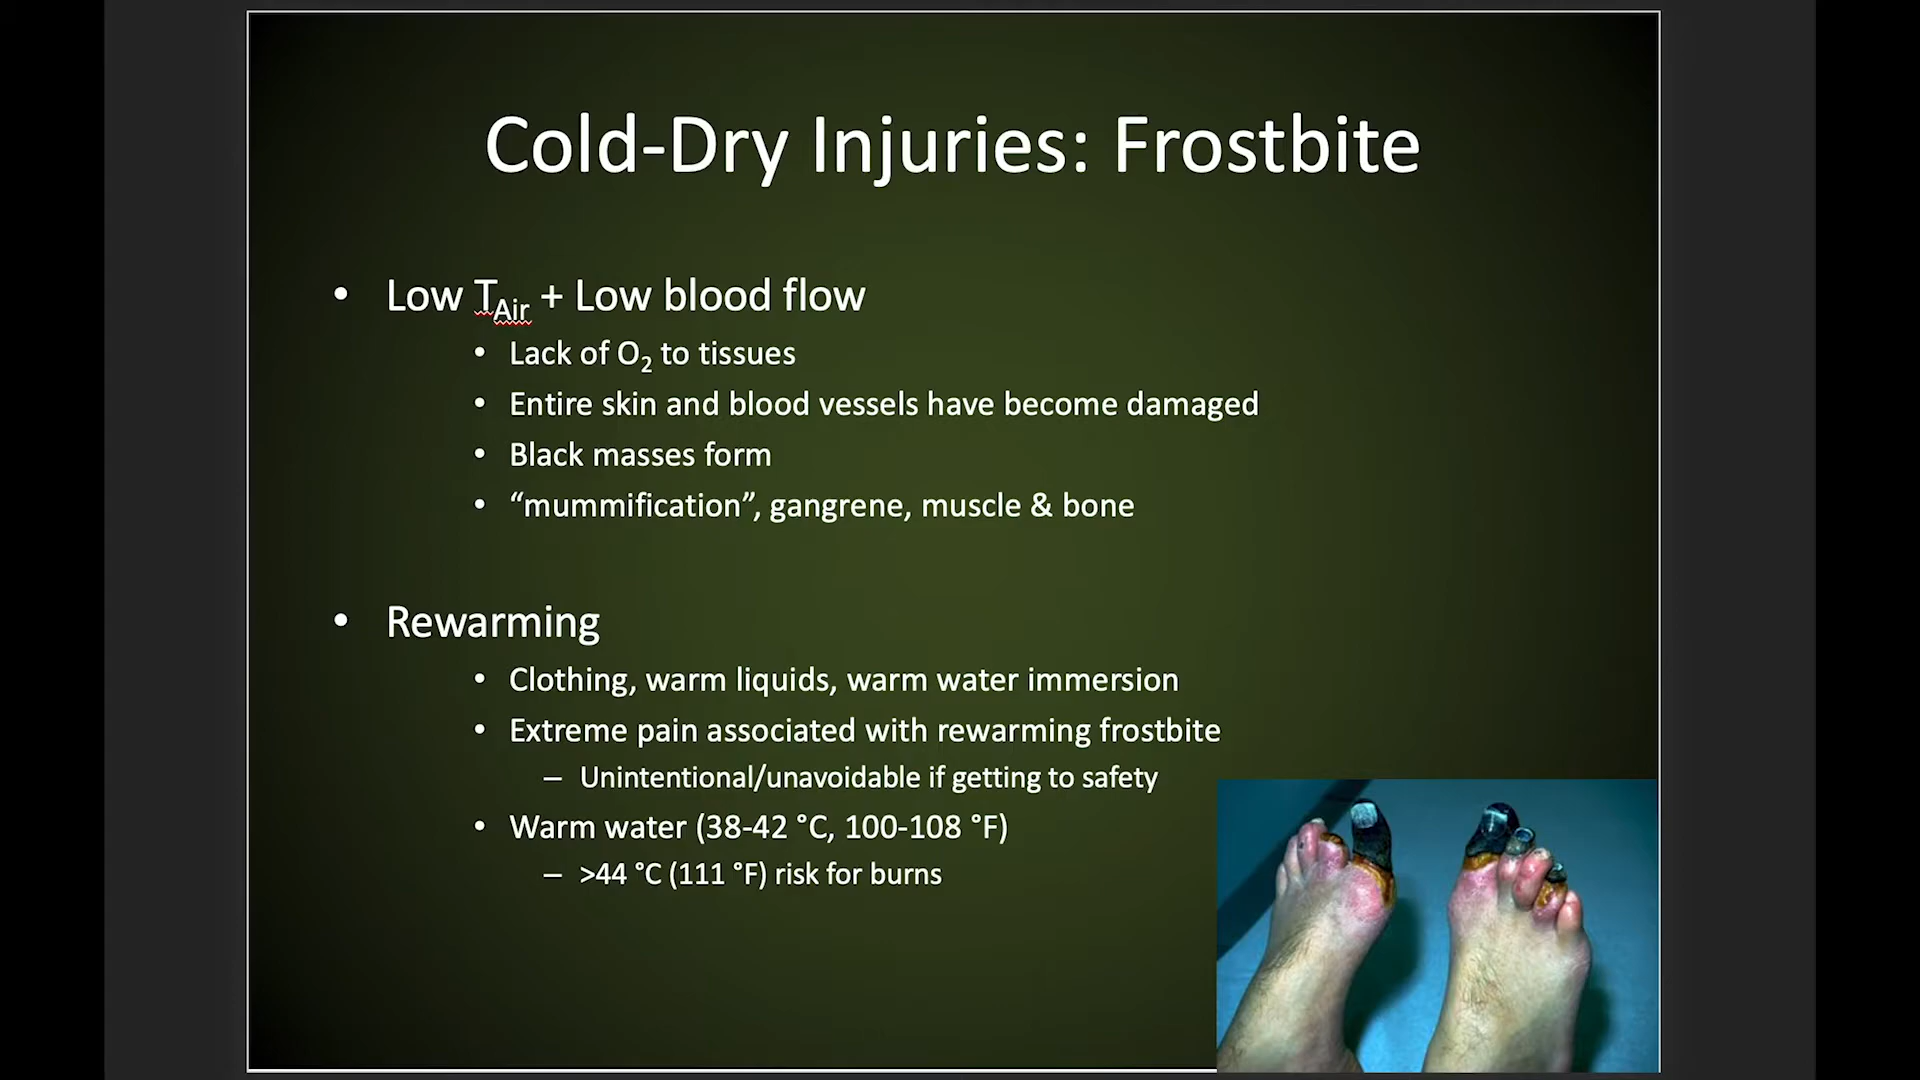 Cold-Dry Injuries: Frostbite
• Low TAir + Low blood flow
• Lack of O2 to tissues
• Entire skin and blood vessels have become damaged
• Black masses form
• “mummification”, gangrene, muscle & bone
• Rewarming
• Clothing, warm liquids, warm water immersion
• Extreme pain associated with rewarming frostbite
– Unintentional/unavoidable if getting to safety
• Warm water (38-42 °C, 100-108 °F)
– >44 °C (111 °F) risk for burns